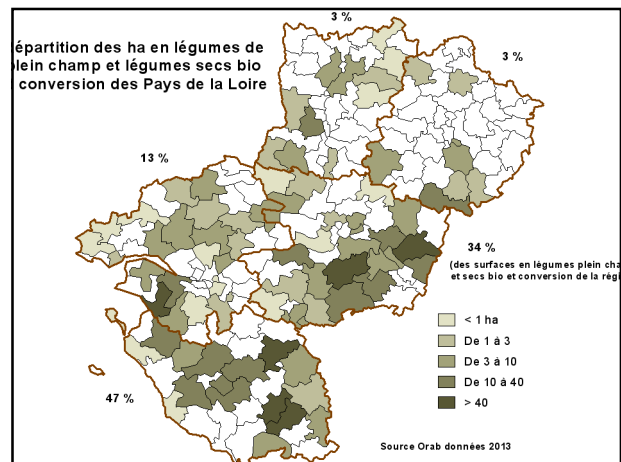 3 %
épartition des ha en légumes de
plein champ et légumes secs bio
conversion des Pays de la Loire
3 %
13 %
34 %
(des surfaces en légumes plein cha
et secs bio et conversion de la régi
< 1 ha
De 1 à 3
De 3 à 10
De 10 à 40
> 40
47 %
Source Orab données 2013